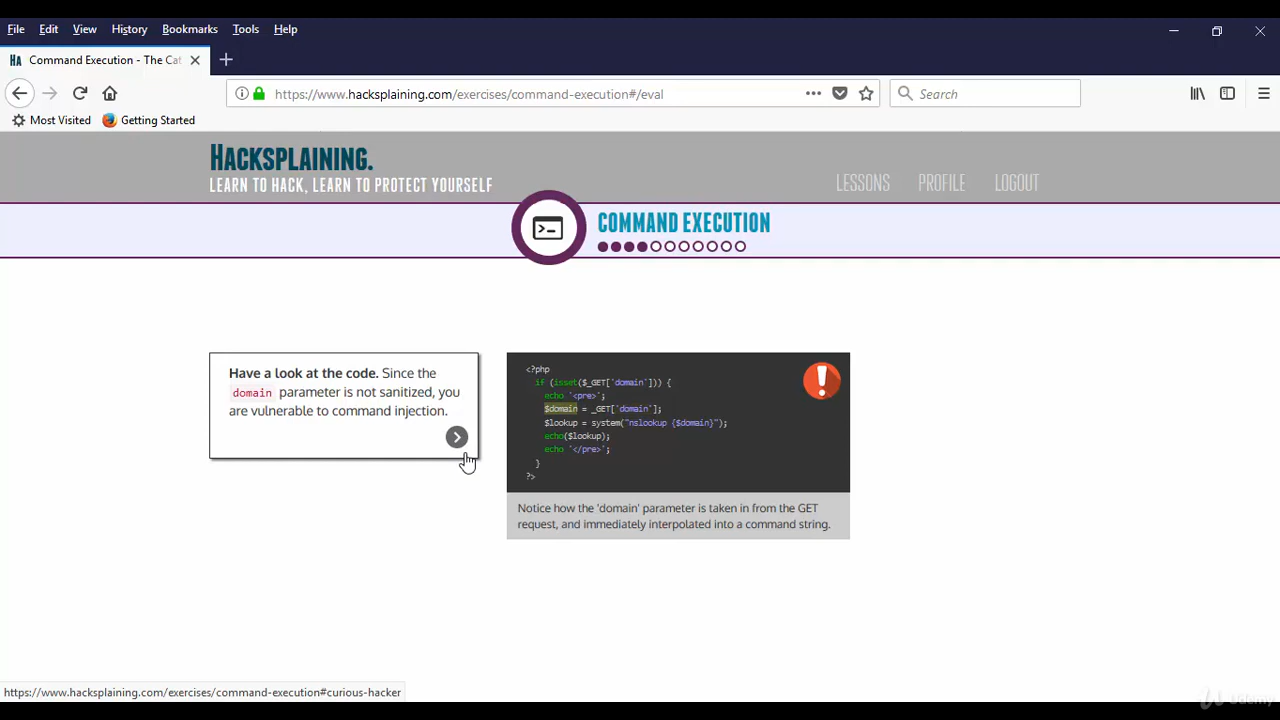 File Edit View History Bookmarks Tools Help
Command Execution - The Cat
https://www.hacksplaining.com/exercises/command-execution#/eval
Search
Most Visited Getting Started
HACKSPLAINING.
LEARN TO HACK, LEARN TO PROTECT YOURSELF
LESSONS PROFILE LOGOUT
COMMAND EXECUTION
Have a look at the code. Since the
domain parameter is not sanitized, you
are vulnerable to command injection.
<?php
if (isset($_GET['domain'])) {
echo '<pre>';
$domain = _GET['domain'];
$lookup = system("nslookup {$domain}");
echo($lookup);
echo '</pre>';
}
?>
Notice how the 'domain' parameter is taken in from the GET
request, and immediately interpolated into a command string.
https://www.hacksplaining.com/exercises/command-execution#curious-hacker
Udemy